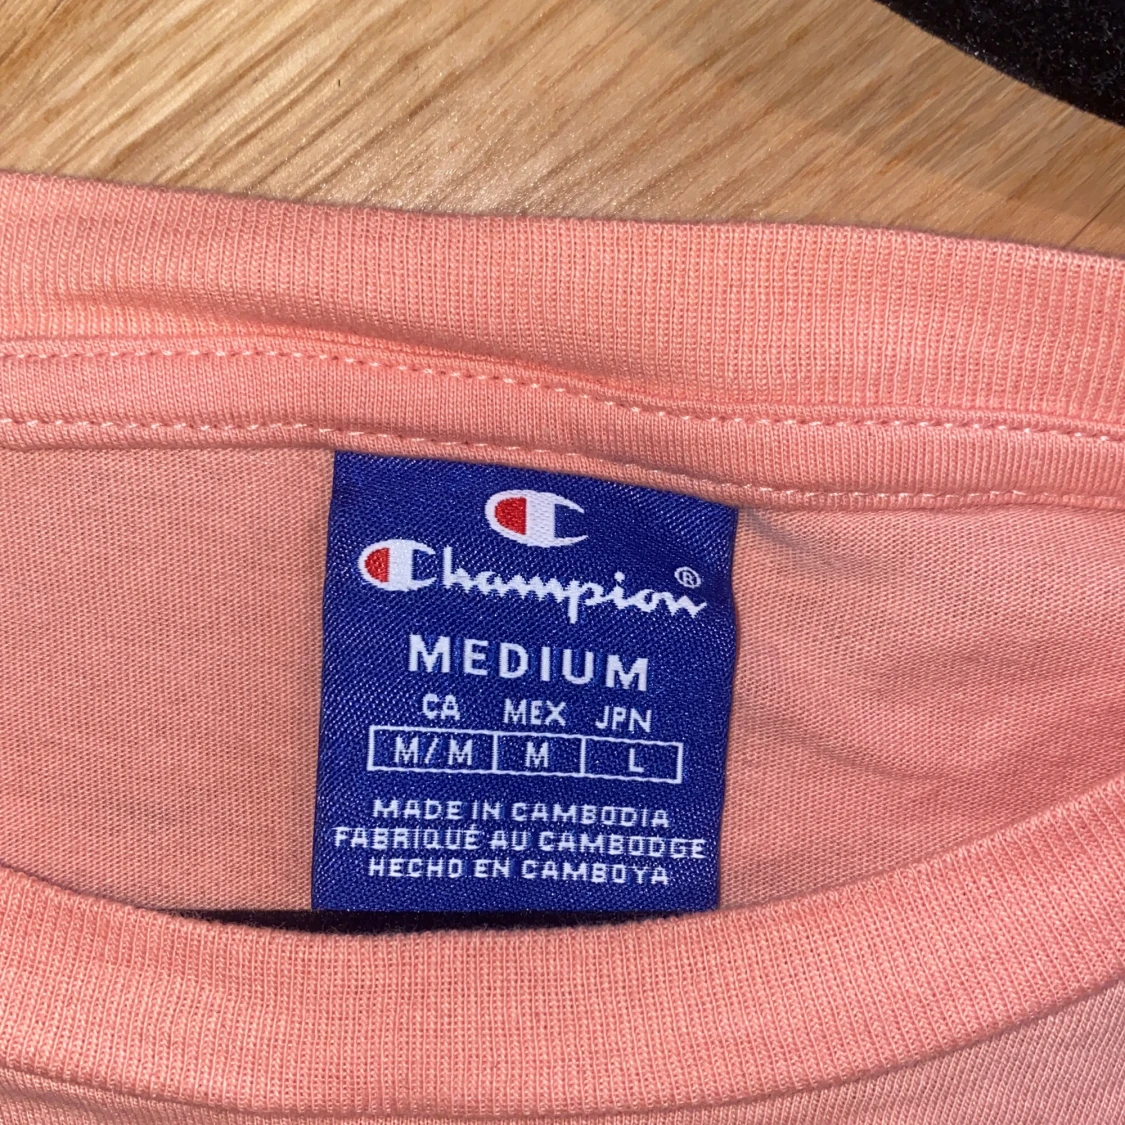 Champion®
MEDIUM
CA MEX JPN
M/M M L
MADE IN CAMBODIA
FABRIQUÉ AU CAMBODGE
HECHO EN CAMBOYA